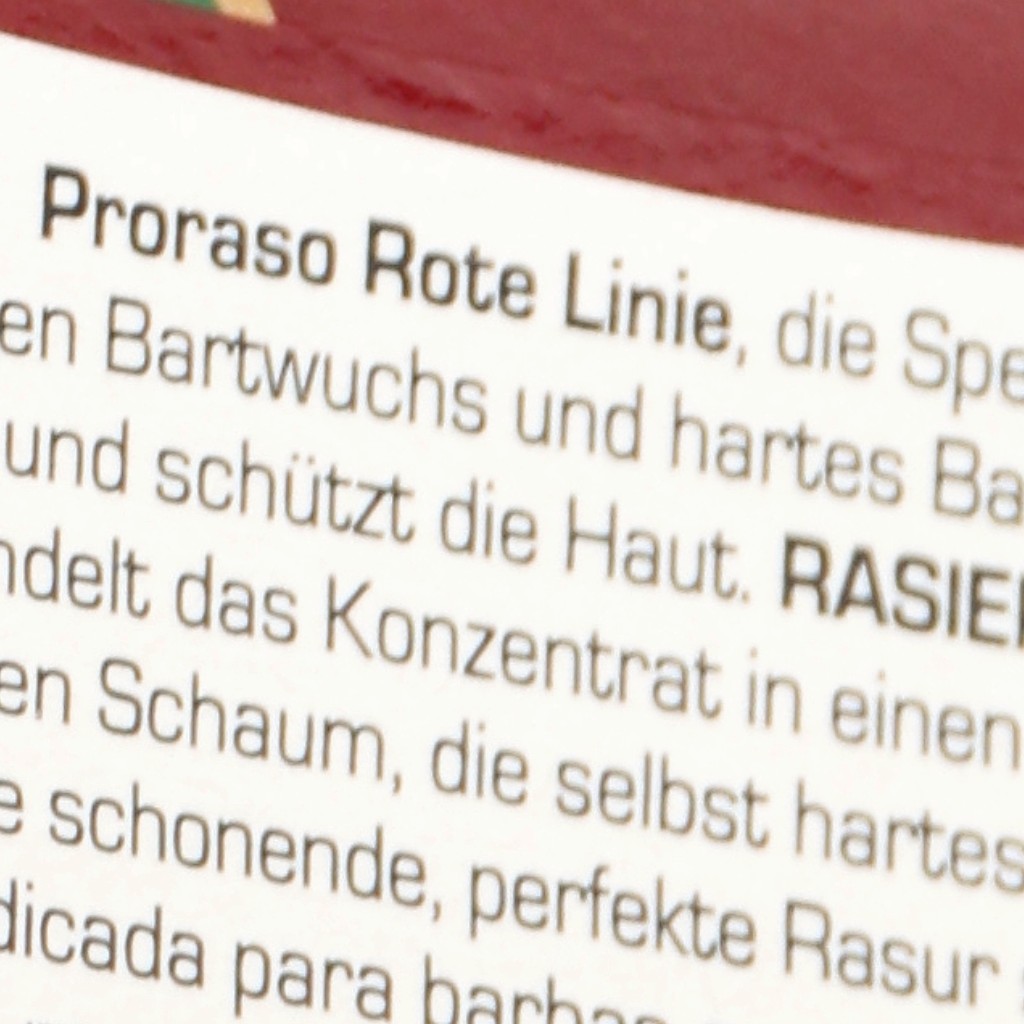 Proraso Rote Linie, die Spe
en Bartwuchs und hartes Ba
und schützt die Haut. RASIE
ndelt das Konzentrat in einen
en Schaum, die selbst hartes
e schonende, perfekte Rasur
dicada para barbas